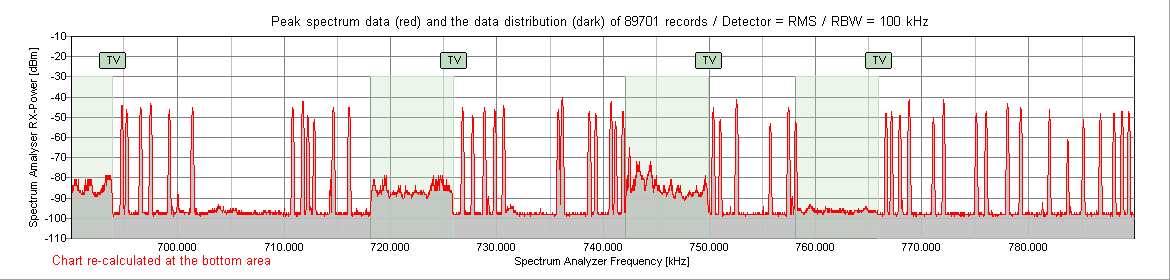 Peak spectrum data (red) and the data distribution (dark) of 89701 records / Detector = RMS / RBW = 100 kHz
Spectrum Analyser RX-Power [dBm]
-10
-20
-30
-40
-50
-60
-70
-80
-90
-100
-110
TV TV TV TV
700.000 710.000 720.000 730.000 740.000 750.000 760.000 770.000 780.000
Chart re-calculated at the bottom area
Spectrum Analyzer Frequency [kHz]